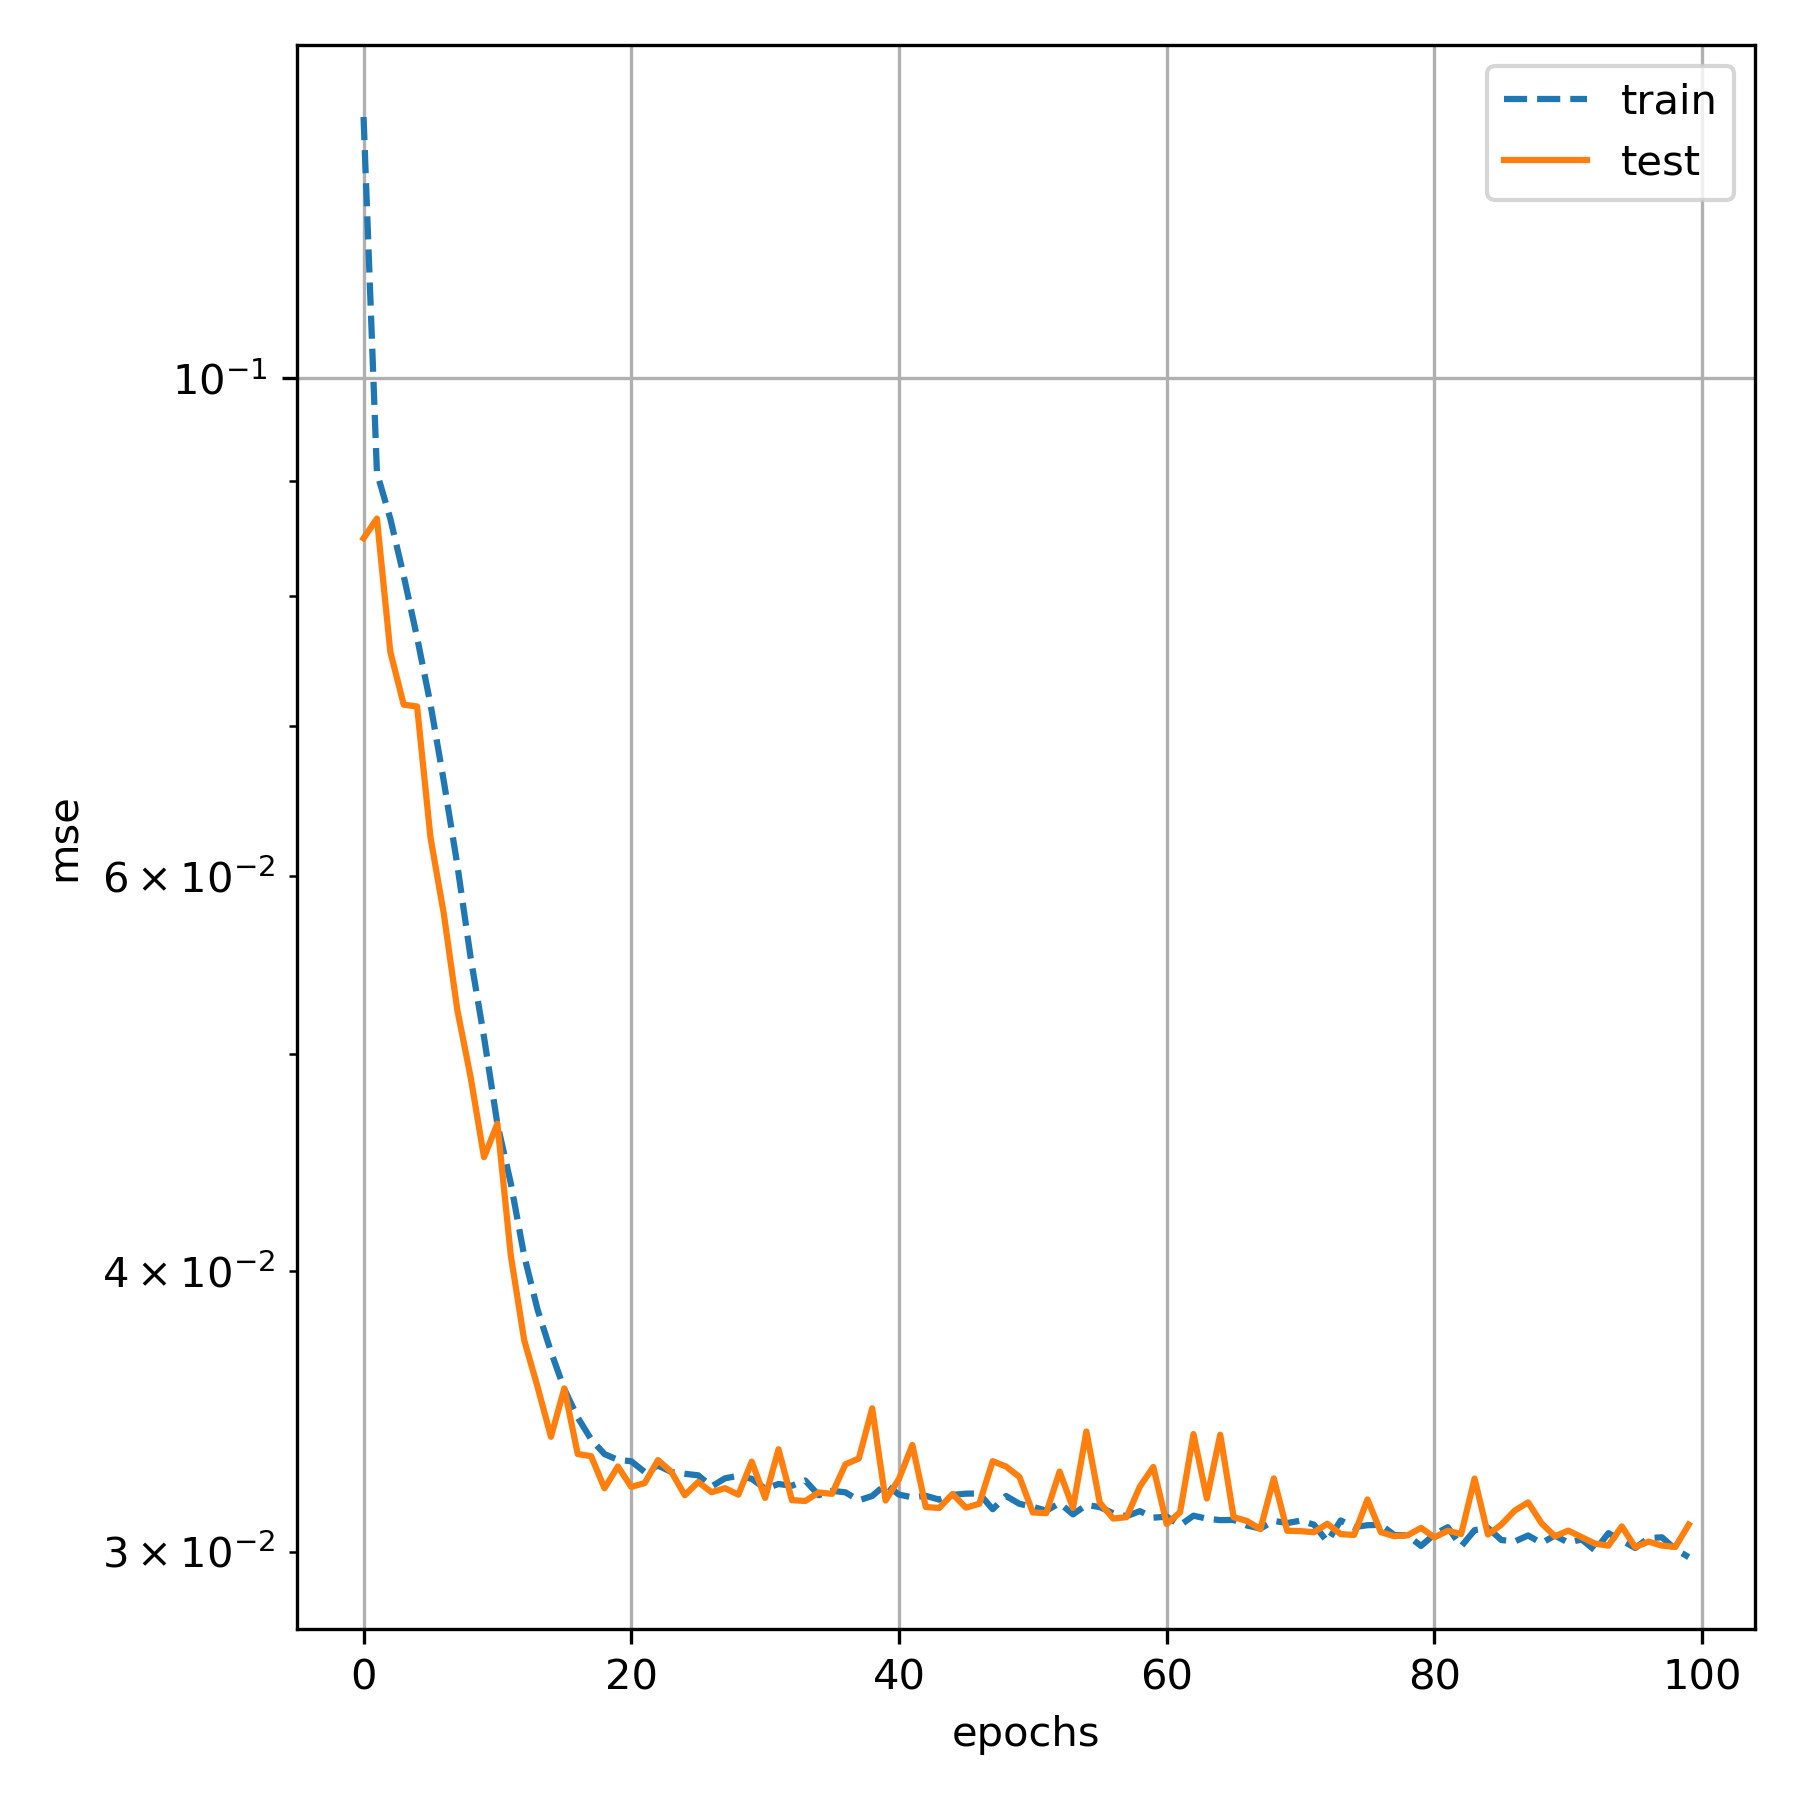 train
test
10⁻¹
6 × 10⁻²
4 × 10⁻²
3 × 10⁻²
mse
0 20 40 60 80 100
epochs